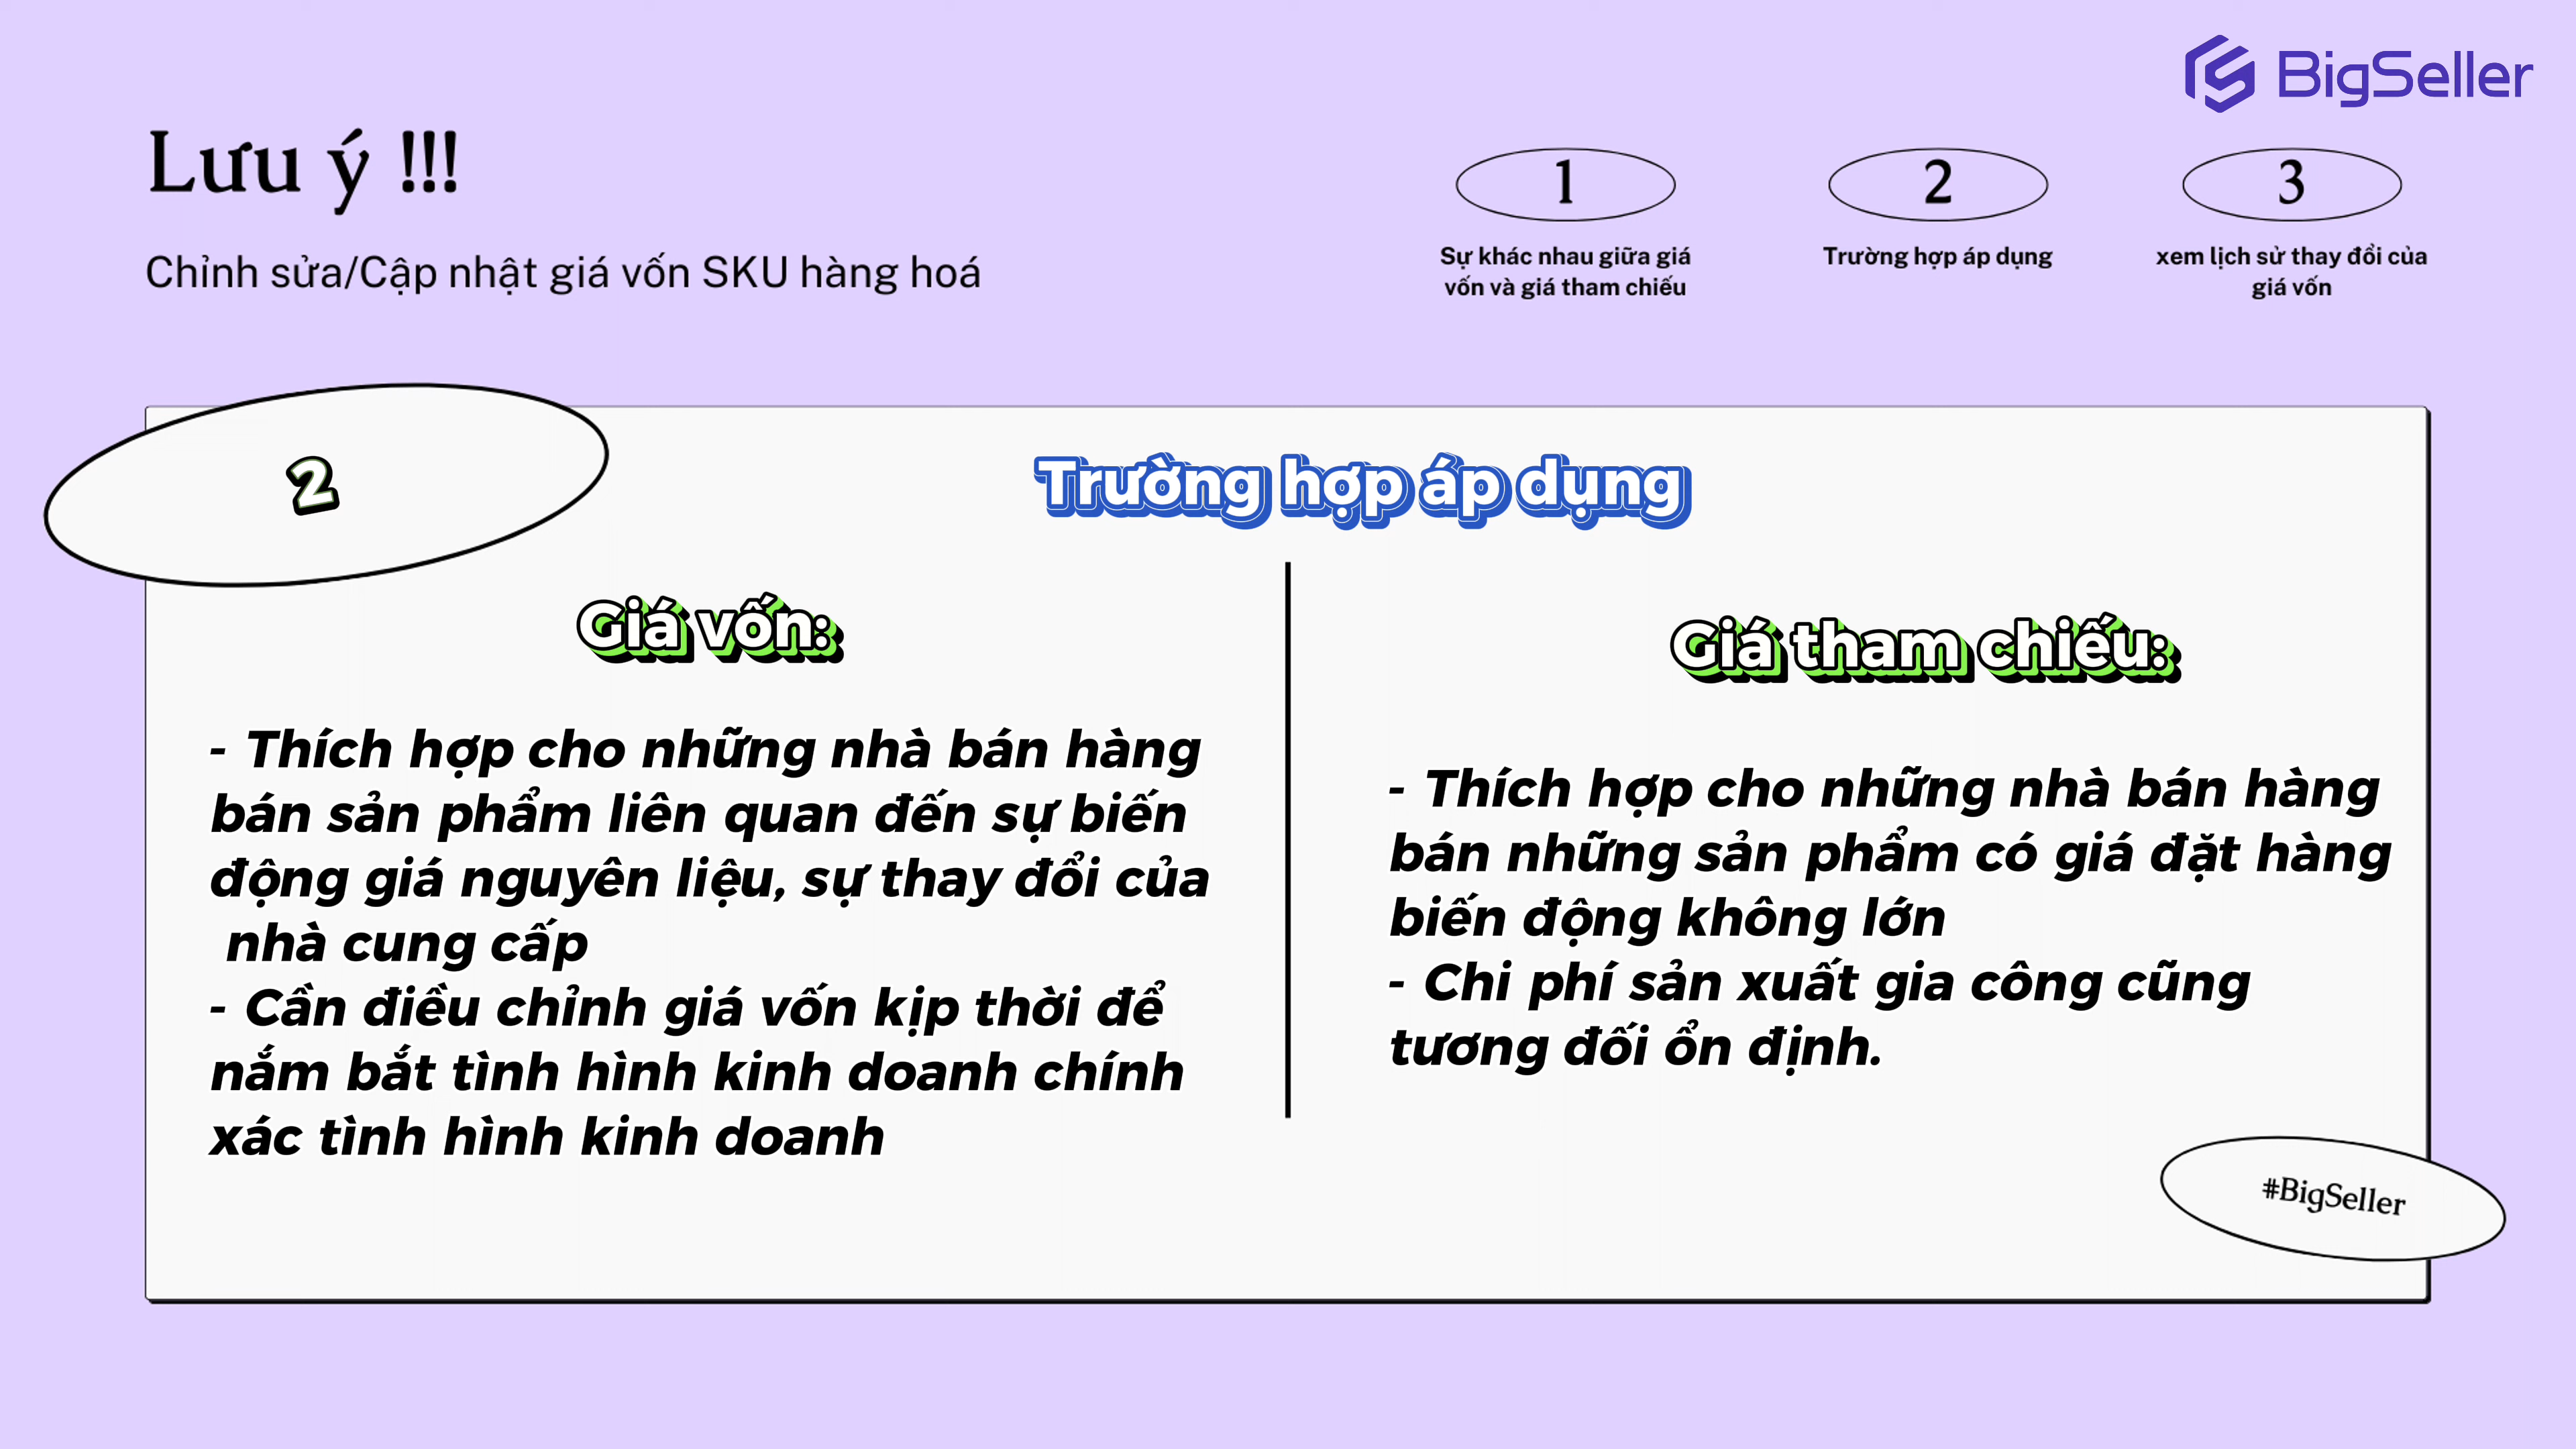 BigSeller
Lưu ý !!!
Chỉnh sửa/Cập nhật giá vốn SKU hàng hoá
1
Sự khác nhau giữa giá
vốn và giá tham chiếu
2
Trường hợp áp dụng
3
xem lịch sử thay đổi của
giá vốn
2
Trường hợp áp dụng
Giá vốn:
- Thích hợp cho những nhà bán hàng
bán sản phẩm liên quan đến sự biến
động giá nguyên liệu, sự thay đổi của
nhà cung cấp
- Cần điều chỉnh giá vốn kịp thời để
nắm bắt tình hình kinh doanh chính
xác tình hình kinh doanh
Giá tham chiếu:
- Thích hợp cho những nhà bán hàng
bán những sản phẩm có giá đặt hàng
biến động không lớn
- Chi phí sản xuất gia công cũng
tương đối ổn định.
#BigSeller